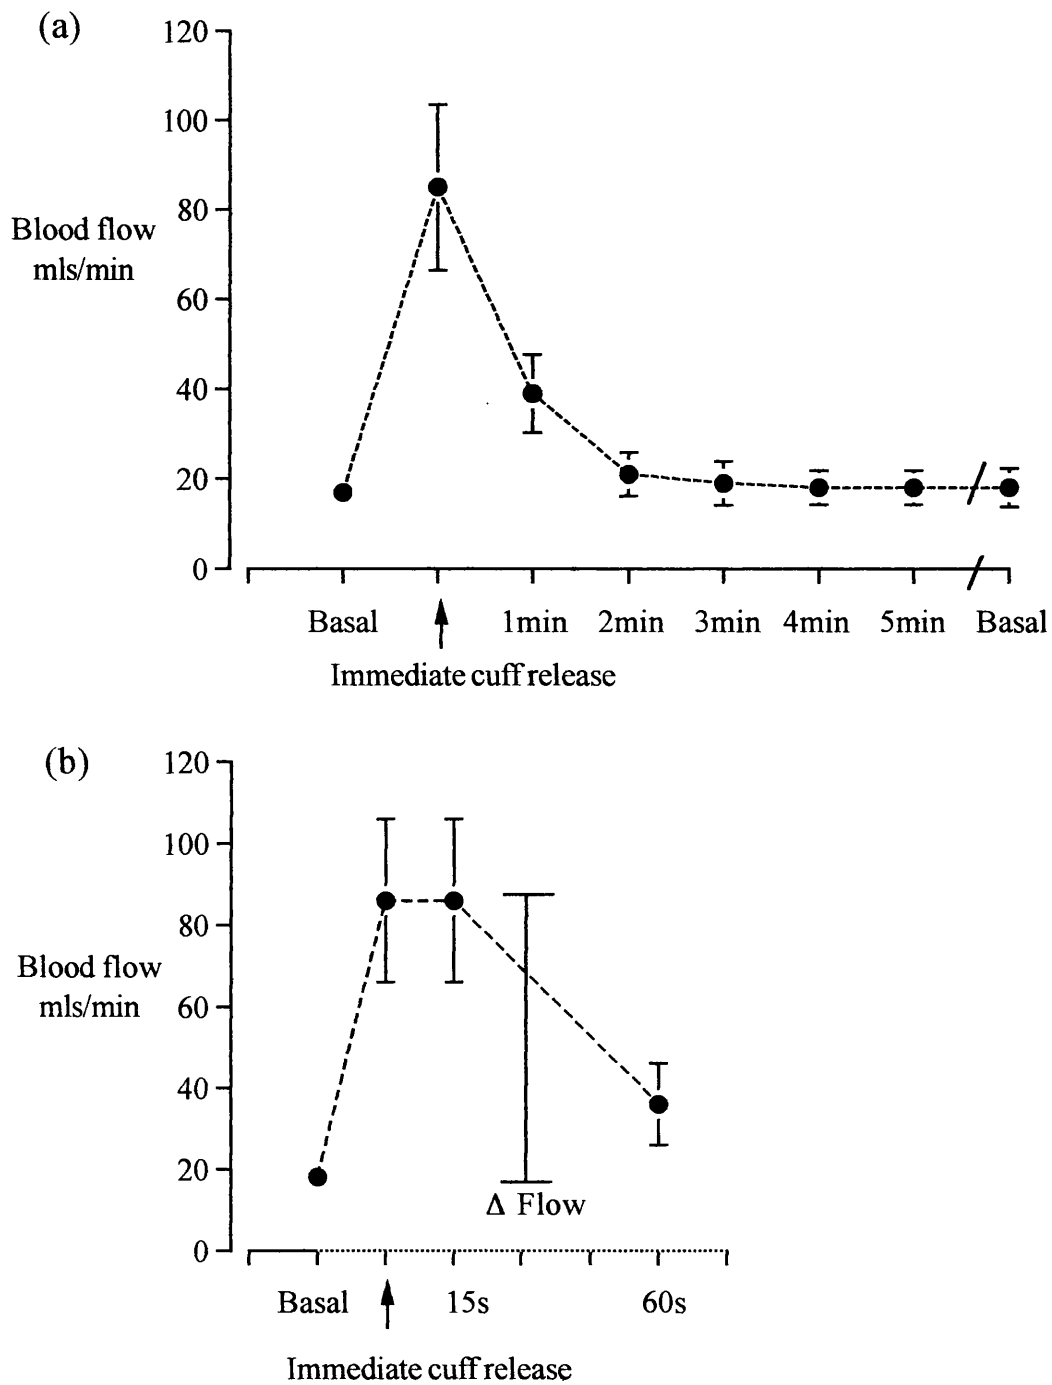 (a)
120
100
80
60
40
20
0
Blood flow
mls/min
Basal 1min 2min 3min 4min 5min Basal
Immediate cuff release
(b)
120
100
80
60
40
20
0
Blood flow
mls/min
Δ Flow
Basal 15s 60s
Immediate cuff release